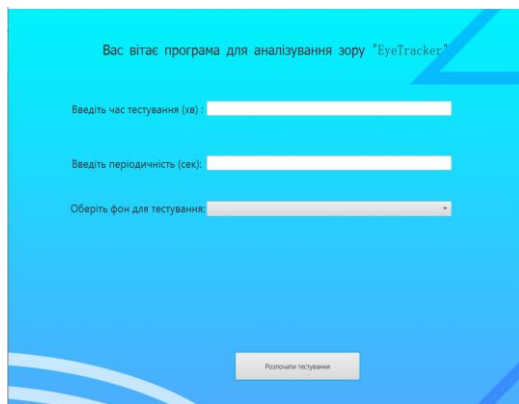 Вас вітає програма для аналізування зору "EyeTracker"
Введіть час тестування (хв) :
Введіть періодичність (сек):
Оберіть фон для тестування:
Розпочати тестування